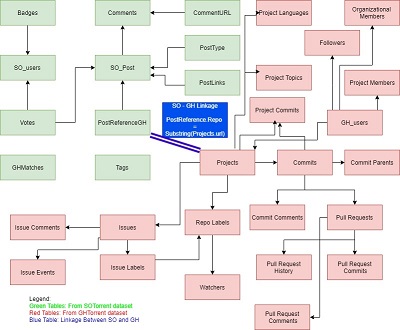 Badges
Comments
CommentURL
Project Languages
Organizational
Members
Followers
SO_users
SO_Post
PostType
PostLinks
Project Topics
Project Members
Project Commits
SO - GH Linkage
PostReference.Repo
=
Substring(Projects.url)
Votes
PostReferenceGH
GH_users
GHMatches
Tags
Projects
Commits
Commit Parents
Issue Comments
Issues
Repo Labels
Commit Comments
Pull Requests
Issue Events
Issue Labels
Pull Request
History
Pull Request
Commits
Watchers
Pull Request
Comments
Legend:
Green Tables: From SOTorrent dataset
Red Tables: From GHTorrent dataset
Blue Table: Linkage Between SO and GH